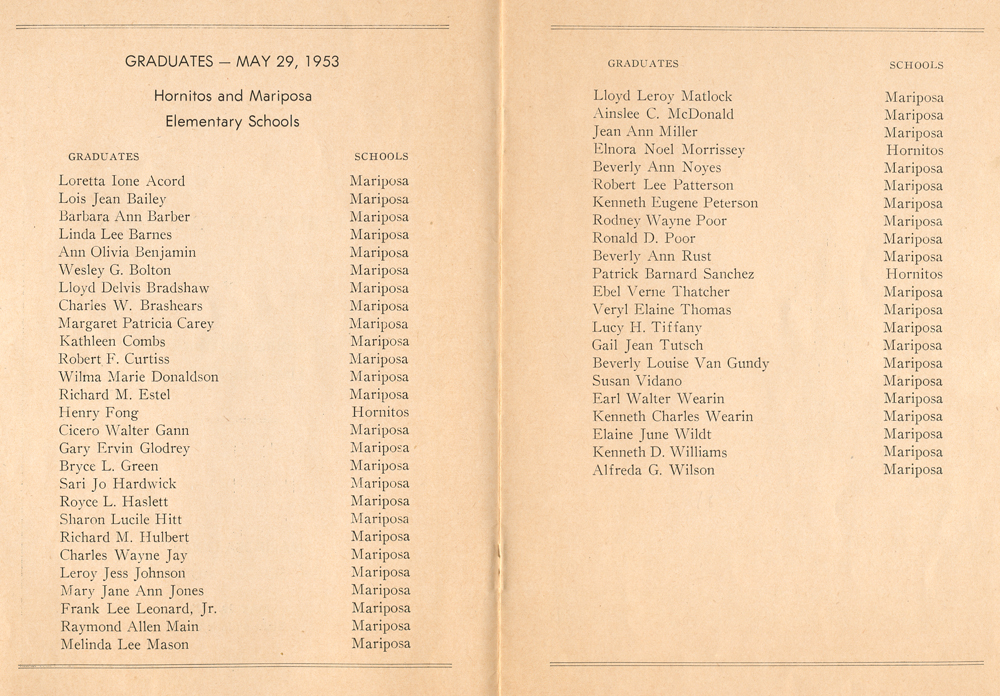 GRADUATES — MAY 29, 1953
Hornitos and Mariposa
Elementary Schools
GRADUATES SCHOOLS
Loretta Ione Acord Mariposa
Lois Jean Bailey Mariposa
Barbara Ann Barber Mariposa
Linda Lee Barnes Mariposa
Ann Olivia Benjamin Mariposa
Wesley G. Bolton Mariposa
Lloyd Delvis Bradshaw Mariposa
Charles W. Brashears Mariposa
Margaret Patricia Carey Mariposa
Kathleen Combs Mariposa
Robert F. Curtiss Mariposa
Wilma Marie Donaldson Mariposa
Richard M. Estel Mariposa
Henry Fong Hornitos
Cicero Walter Gann Mariposa
Gary Ervin Glodrey Mariposa
Bryce L. Green Mariposa
Sari Jo Hardwick Mariposa
Royce L. Haslett Mariposa
Sharon Lucile Hitt Mariposa
Richard M. Hulbert Mariposa
Charles Wayne Jay Mariposa
Leroy Jess Johnson Mariposa
Mary Jane Ann Jones Mariposa
Frank Lee Leonard, Jr. Mariposa
Raymond Allen Main Mariposa
Melinda Lee Mason Mariposa
GRADUATES SCHOOLS
Lloyd Leroy Matlock Mariposa
Ainslee C. McDonald Mariposa
Jean Ann Miller Mariposa
Elnora Noel Morrissey Hornitos
Beverly Ann Noyes Mariposa
Robert Lee Patterson Mariposa
Kenneth Eugene Peterson Mariposa
Rodney Wayne Poor Mariposa
Ronald D. Poor Mariposa
Beverly Ann Rust Mariposa
Patrick Barnard Sanchez Hornitos
Ebel Verne Thatcher Mariposa
Veryl Elaine Thomas Mariposa
Lucy H. Tiffany Mariposa
Gail Jean Tutsch Mariposa
Beverly Louise Van Gundy Mariposa
Susan Vidano Mariposa
Earl Walter Wearin Mariposa
Kenneth Charles Wearin Mariposa
Elaine June Wildt Mariposa
Kenneth D. Williams Mariposa
Alfreda G. Wilson Mariposa